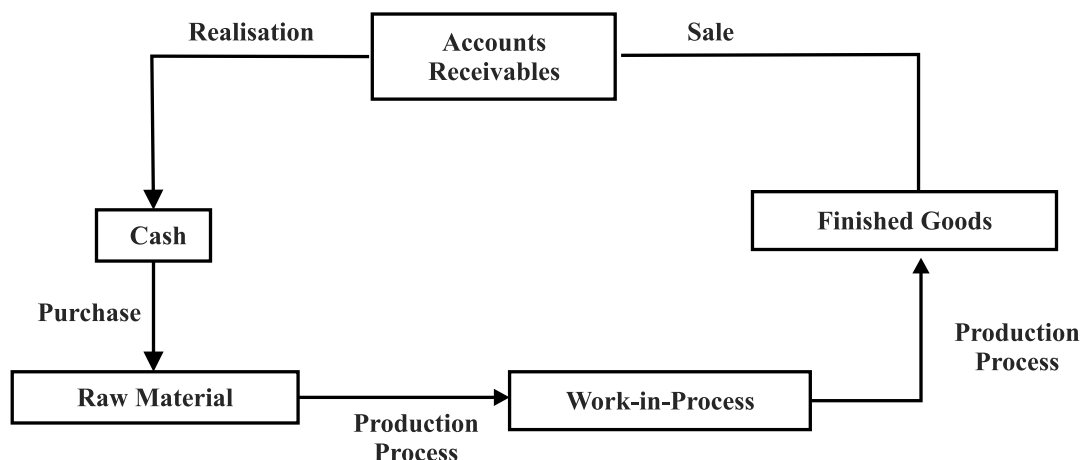 Realisation
Accounts
Receivables
Sale
Cash
Finished Goods
Purchase
Production
Process
Raw Material
Work-in-Process
Production
Process